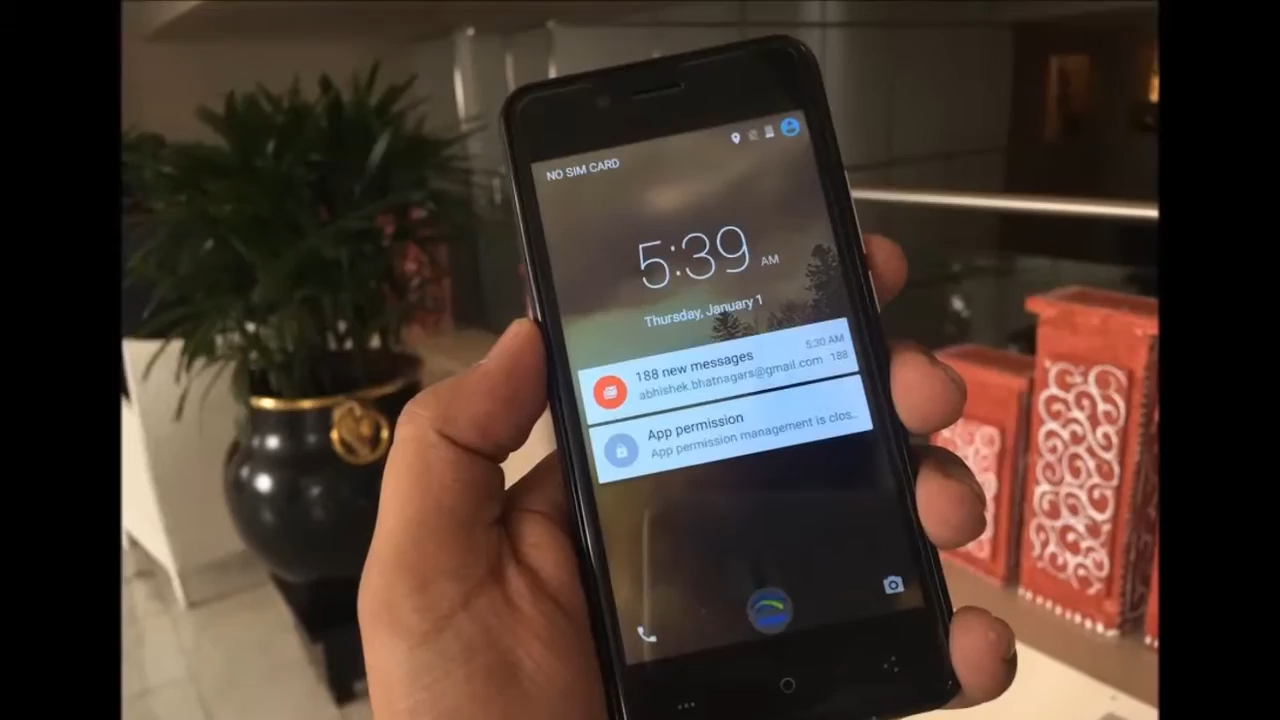 NO SIM CARD
5:39 AM
Thursday, January 1
188 new messages 5:30 AM
abhishek.bhatnagars@gmail.com 188
App permission
App permission management is clos..